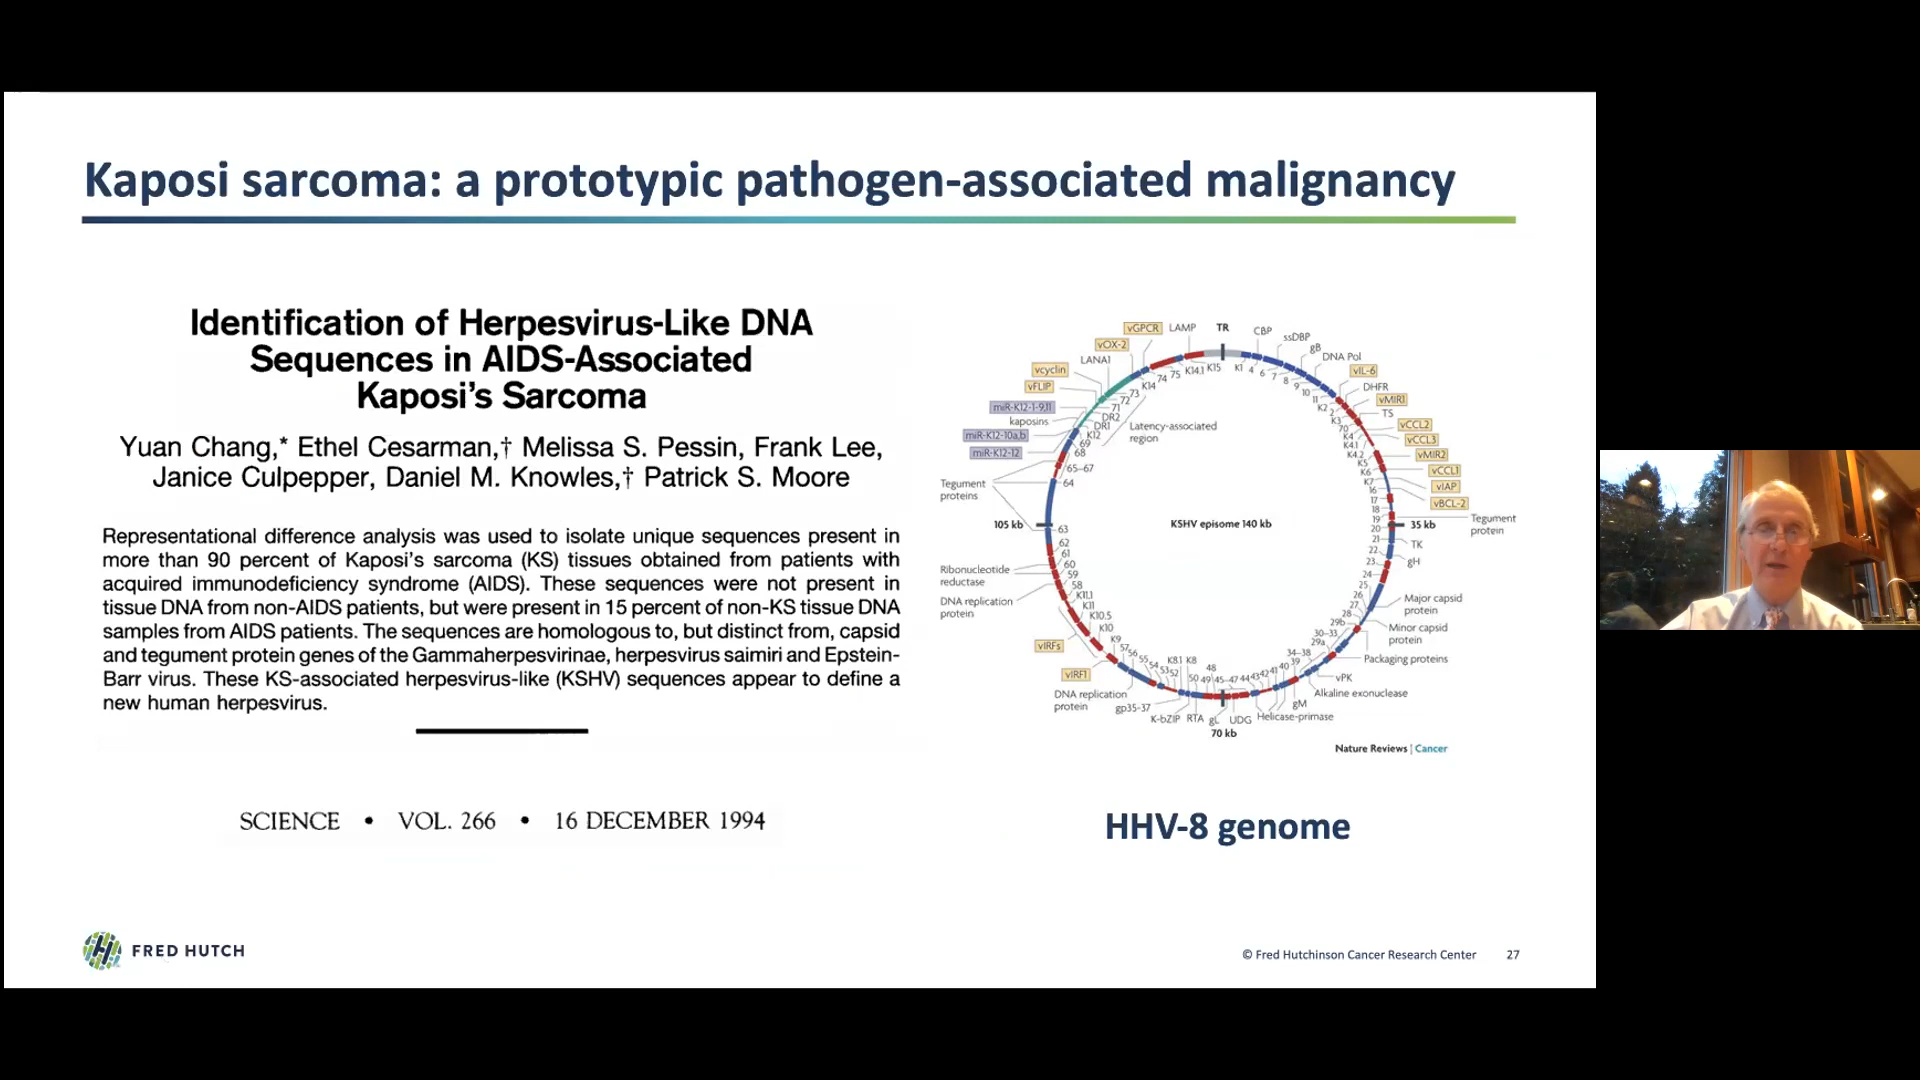 Kaposi sarcoma: a prototypic pathogen-associated malignancy
Identification of Herpesvirus-Like DNA
Sequences in AIDS-Associated
Kaposi's Sarcoma
Yuan Chang,* Ethel Cesarman,† Melissa S. Pessin, Frank Lee,
Janice Culpepper, Daniel M. Knowles,† Patrick S. Moore
Representational difference analysis was used to isolate unique sequences present in
more than 90 percent of Kaposi's sarcoma (KS) tissues obtained from patients with
acquired immunodeficiency syndrome (AIDS). These sequences were not present in
tissue DNA from non-AIDS patients, but were present in 15 percent of non-KS tissue DNA
samples from AIDS patients. The sequences are homologous to, but distinct from, capsid
and tegument protein genes of the Gammaherpesvirinae, herpesvirus saimiri and Epstein-
Barr virus. These KS-associated herpesvirus-like (KSHV) sequences appear to define a
new human herpesvirus.
SCIENCE • VOL. 266 • 16 DECEMBER 1994
vGPCR
LAMP
TR
CBP
ssDBP
gB
DNA Pol
vIL-6
DHFR
vMIR1
TS
vCCL2
vCCL3
vMIR2
vCCL1
vIAP
vBCL-2
Tegument
protein
35 kb
TK
gH
Major capsid
protein
Minor capsid
protein
Packaging proteins
vPK
Alkaline exonuclease
gM
Helicase-primase
UDG
gL
70 kb
RTA
K-bZIP
gp35-37
DNA replication
protein
vIRF1
vIRFs
DNA replication
protein
Ribonucleotide
reductase
105 kb
Tegument
proteins
miR-K12-12
miR-K12-10a,b
kaposins
miR-K12-1-9,11
vFLIP
vcyclin
LANA1
vOX-2
K1 4 6 7 8 9 10 11
K2
2
K3
70
K4
K4.1
K4.2
K5
K6
K7
16
17
18
19
20
21
22
23
24
25
26
27
28
29b
30-33
29a
34-38
39
40
41
42
43
44
45-47
48
49
50
K8
K8.1
52
53
54
55
56
57
K9
K10
K10.5
K11
K11.1
58
59
60
61
62
63
64
65-67
68
69
K12
DR1
DR2
71
72
73
K14
74
75
K14.1
K15
Latency-associated
region
KSHV episome 140 kb
Nature Reviews | Cancer
HHV-8 genome
FRED HUTCH
© Fred Hutchinson Cancer Research Center
27